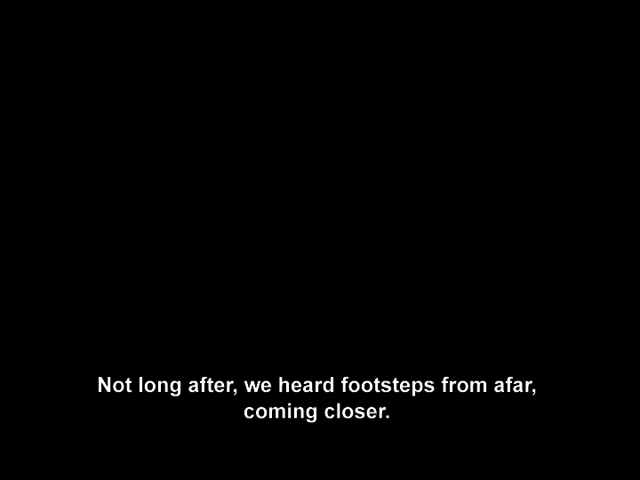 Not long after, we heard footsteps from afar,
coming closer.